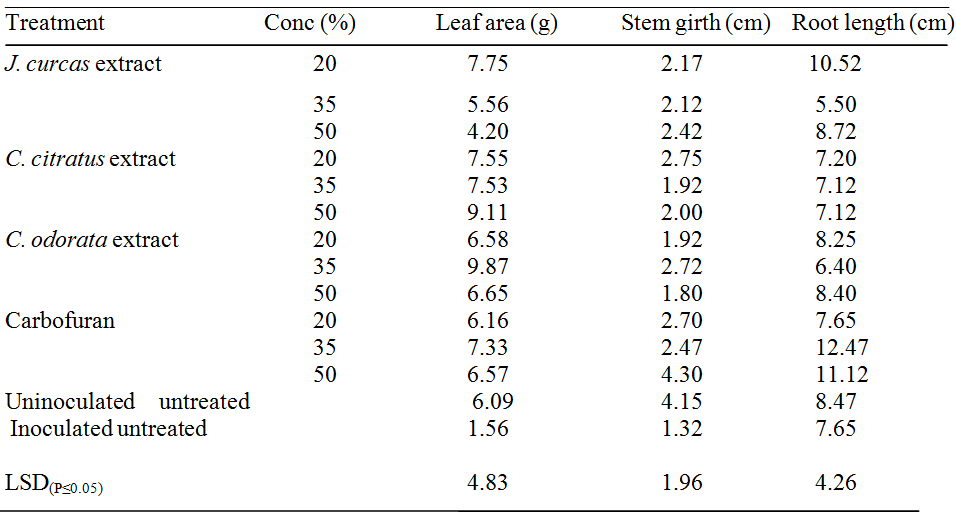 Treatment Conc (%) Leaf area (g) Stem girth (cm) Root length (cm)
J. curcas extract 20 7.75 2.17 10.52
35 5.56 2.12 5.50
50 4.20 2.42 8.72
C. citratus extract 20 7.55 2.75 7.20
35 7.53 1.92 7.12
50 9.11 2.00 7.12
C. odorata extract 20 6.58 1.92 8.25
35 9.87 2.72 6.40
50 6.65 1.80 8.40
Carbofuran 20 6.16 2.70 7.65
35 7.33 2.47 12.47
50 6.57 4.30 11.12
Uninoculated untreated 6.09 4.15 8.47
Inoculated untreated 1.56 1.32 7.65
LSD(P≤0.05) 4.83 1.96 4.26